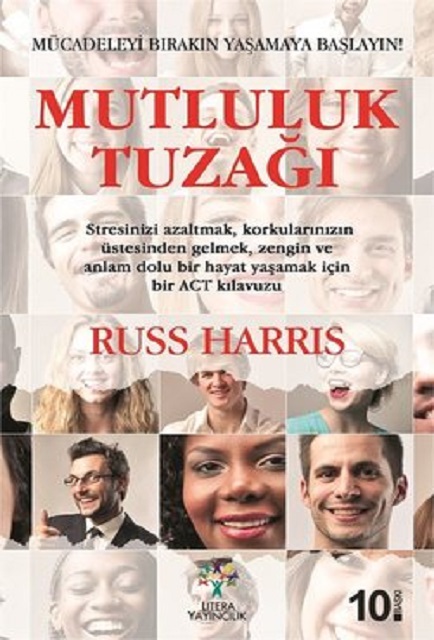 MÜCADELEYİ BIRAKIN YAŞAMAYA BAŞLAYIN!
MUTLULUK
TUZAĞI
Stresinizi azaltmak, korkularınızın
üstesinden gelmek, zengin ve
anlam dolu bir hayat yaşamak için
bir ACT kılavuzu
RUSS HARRIS
LİTERA
YAYINCILIK
10.
BASKI